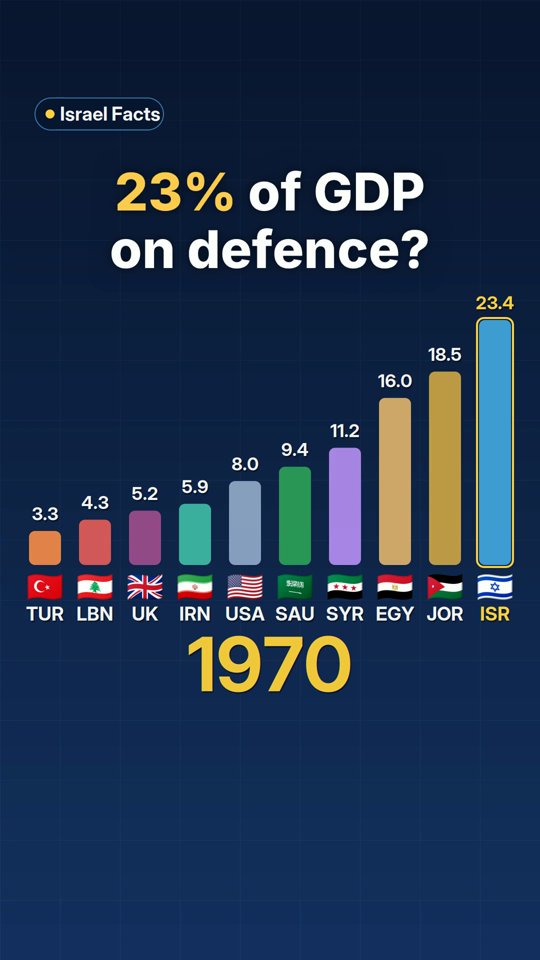 Israel Facts
23% of GDP
on defence?
23.4
18.5
16.0
11.2
9.4
8.0
5.9
5.2
4.3
3.3
TUR LBN UK IRN USA SAU SYR EGY JOR ISR
1970